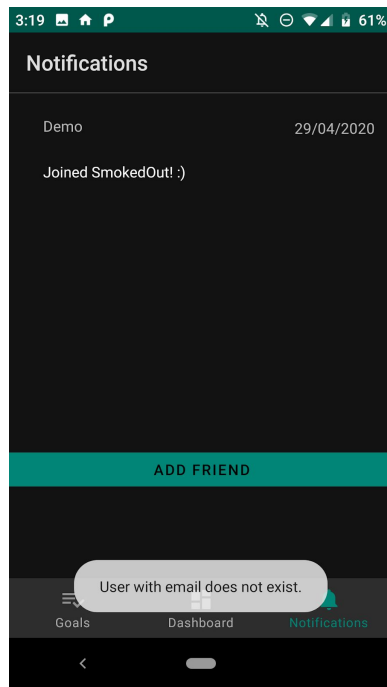 3:19 61%
Notifications
Demo 29/04/2020
Joined SmokedOut! :)
ADD FRIEND
User with email does not exist.
Goals Dashboard Notifications